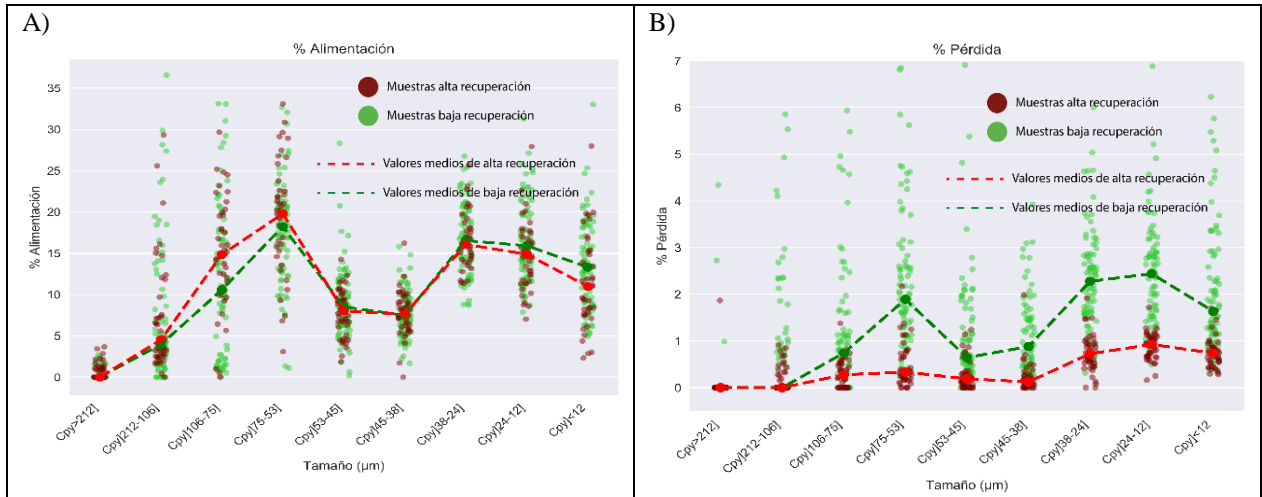 A)
% Alimentación
Muestras alta recuperación
Muestras baja recuperación
Valores medios de alta recuperación
Valores medios de baja recuperación
% Alimentación
35
30
25
20
15
10
5
0
Cpy>212]
Cpy]212-106]
Cpy]106-75]
Cpy]75-53]
Cpy]53-45]
Cpy]45-38]
Cpy]38-24]
Cpy]24-12]
Cpy]<12
Tamaño (µm)
B)
% Pérdida
Muestras alta recuperación
Muestras baja recuperación
Valores medios de alta recuperación
Valores medios de baja recuperación
% Pérdida
7
6
5
4
3
2
1
0
Cpy>212]
Cpy]212-106]
Cpy]106-75]
Cpy]75-53]
Cpy]53-45]
Cpy]45-38]
Cpy]38-24]
Cpy]24-12]
Cpy]<12
Tamaño (µm)